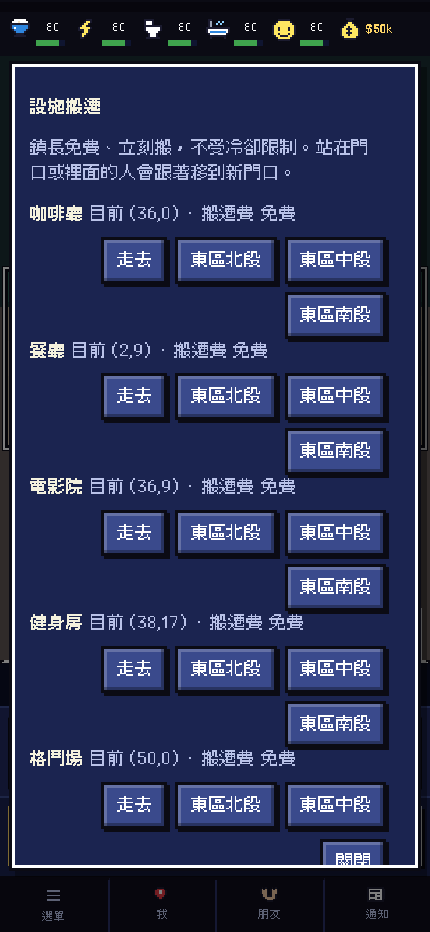 80 80 80 80 80 $50k
設施搬遷
鎮長免費、立刻搬，不受冷卻限制。站在門
口或裡面的人會跟著移到新門口。
咖啡廳 目前 (36,0) · 搬遷費 免費
走去 東區北段 東區中段
東區南段
餐廳 目前 (2,9) · 搬遷費 免費
走去 東區北段 東區中段
東區南段
電影院 目前 (36,9) · 搬遷費 免費
走去 東區北段 東區中段
東區南段
健身房 目前 (38,17) · 搬遷費 免費
走去 東區北段 東區中段
東區南段
格鬥場 目前 (50,0) · 搬遷費 免費
走去 東區北段 東區中段
關閉
選單 我 朋友 通知